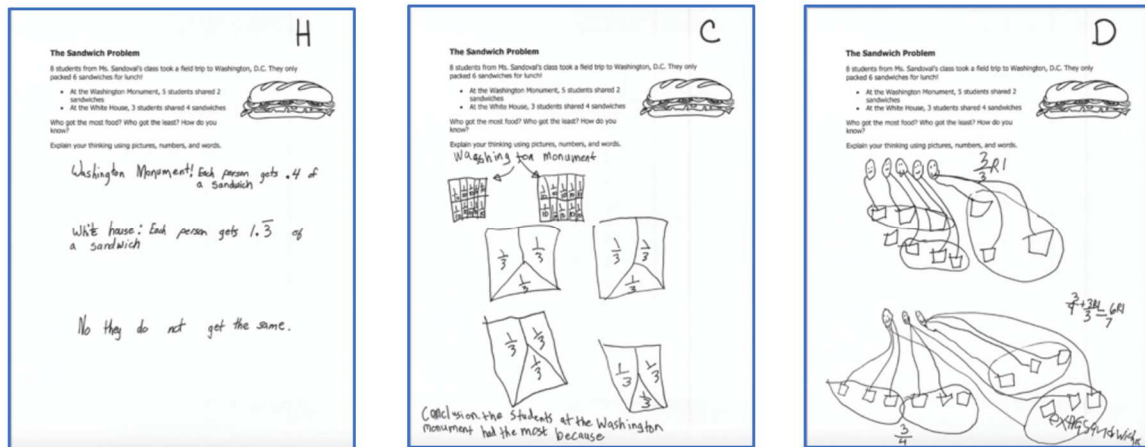 H
The Sandwich Problem
8 students from Ms. Sandoval's class took a field trip to Washington, D.C. They only
packed 6 sandwiches for lunch!
• At the Washington Monument, 5 students shared 2
sandwiches
• At the White House, 3 students shared 4 sandwiches
Who got the most food? Who got the least? How do you
know?
Explain your thinking using pictures, numbers, and words.
Washington Monument! Each person gets .4 of
a sandwich
White house: Each person gets 1.3̅ of
a sandwich
No they do not get the same.
C
The Sandwich Problem
8 students from Ms. Sandoval's class took a field trip to Washington, D.C. They only
packed 6 sandwiches for lunch!
• At the Washington Monument, 5 students shared 2
sandwiches
• At the White House, 3 students shared 4 sandwiches
Who got the most food? Who got the least? How do you
know?
Explain your thinking using pictures, numbers, and words.
Wasshing ton monument
1/3 1/3 1/3 1/3
1/3 1/3
1/3 1/3 1/3 1/3
1/3 1/3
Conclusion. the Students at the Washington
monument had the most because
D
The Sandwich Problem
8 students from Ms. Sandoval's class took a field trip to Washington, D.C. They only
packed 6 sandwiches for lunch!
• At the Washington Monument, 5 students shared 2
sandwiches
• At the White House, 3 students shared 4 sandwiches
Who got the most food? Who got the least? How do you
know?
Explain your thinking using pictures, numbers, and words.
3/3 R1
3/4